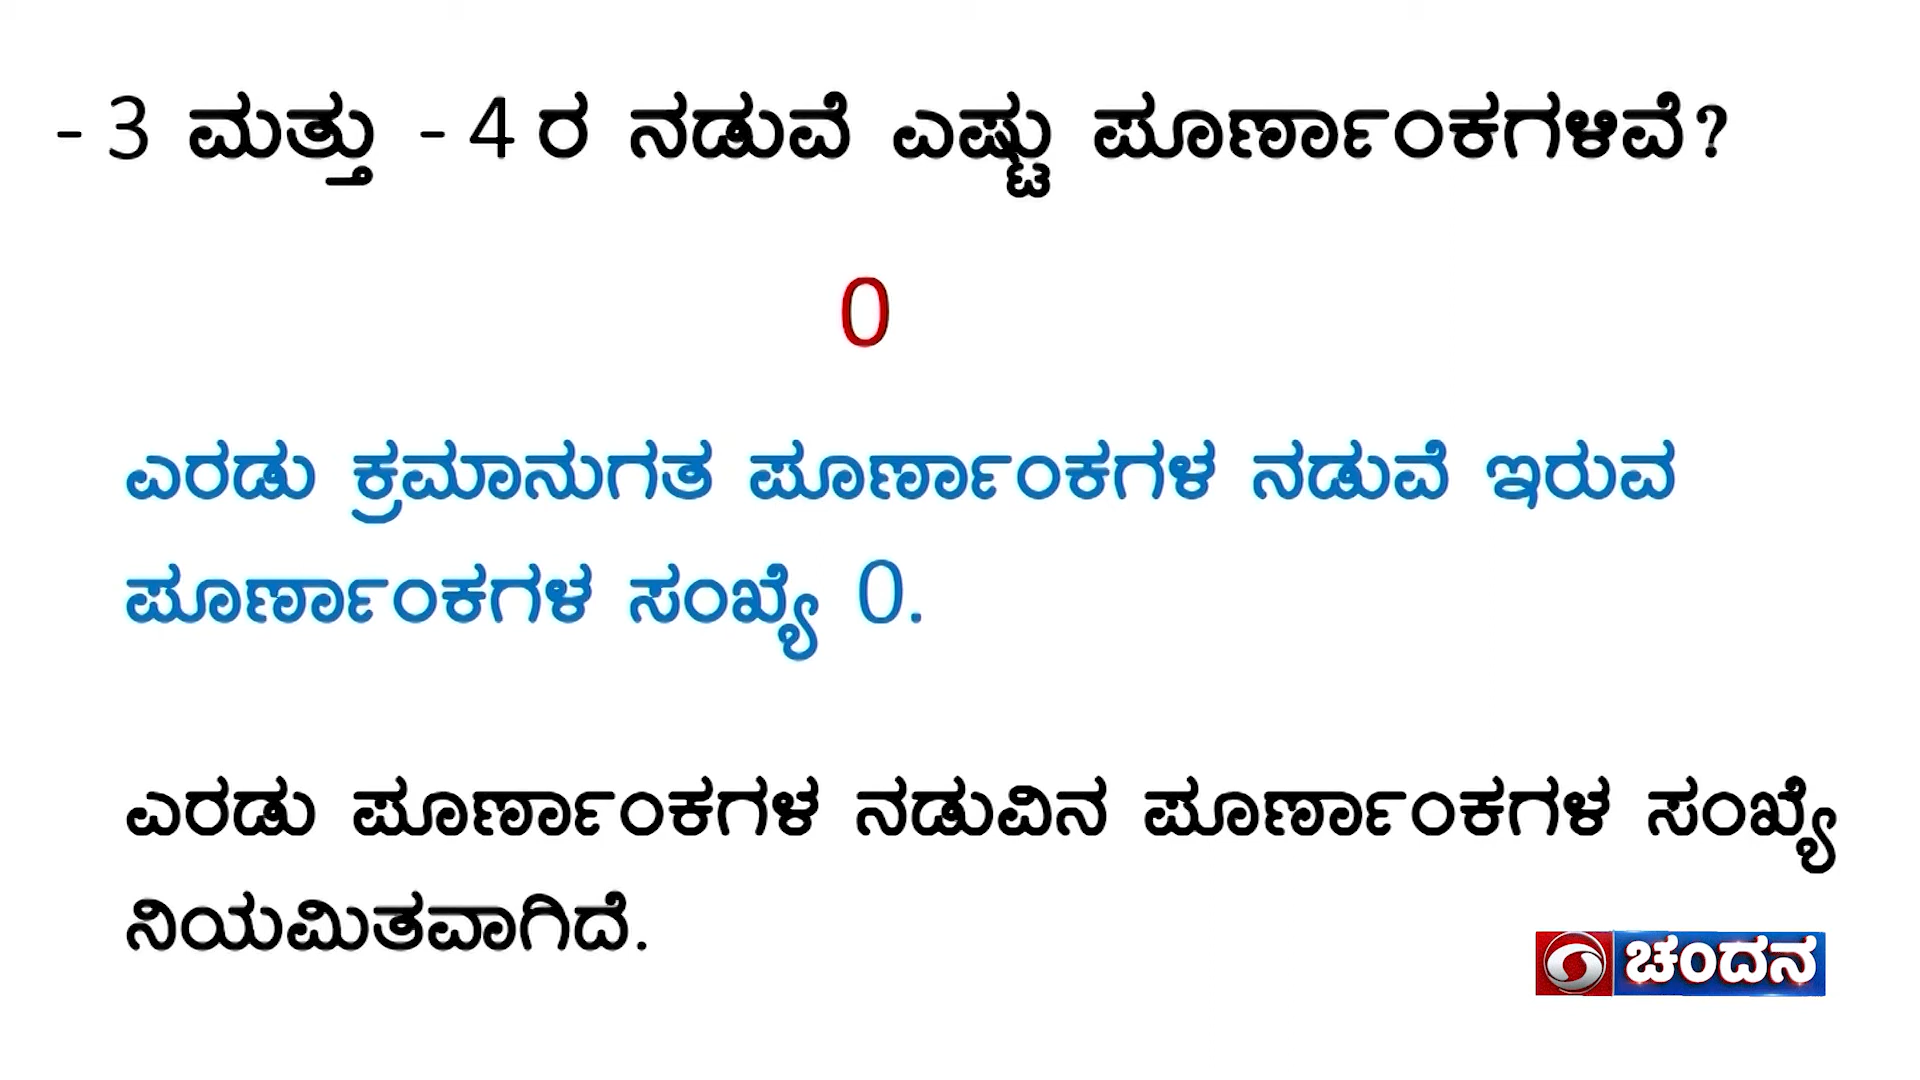 - 3 ಮತ್ತು - 4 ರ ನಡುವೆ ಎಷ್ಟು ಪೂರ್ಣಾಂಕಗಳಿವೆ?
0
ಎರಡು ಕ್ರಮಾನುಗತ ಪೂರ್ಣಾಂಕಗಳ ನಡುವೆ ಇರುವ
ಪೂರ್ಣಾಂಕಗಳ ಸಂಖ್ಯೆ 0.
ಎರಡು ಪೂರ್ಣಾಂಕಗಳ ನಡುವಿನ ಪೂರ್ಣಾಂಕಗಳ ಸಂಖ್ಯೆ
ನಿಯಮಿತವಾಗಿದೆ.
ಚಂದನ